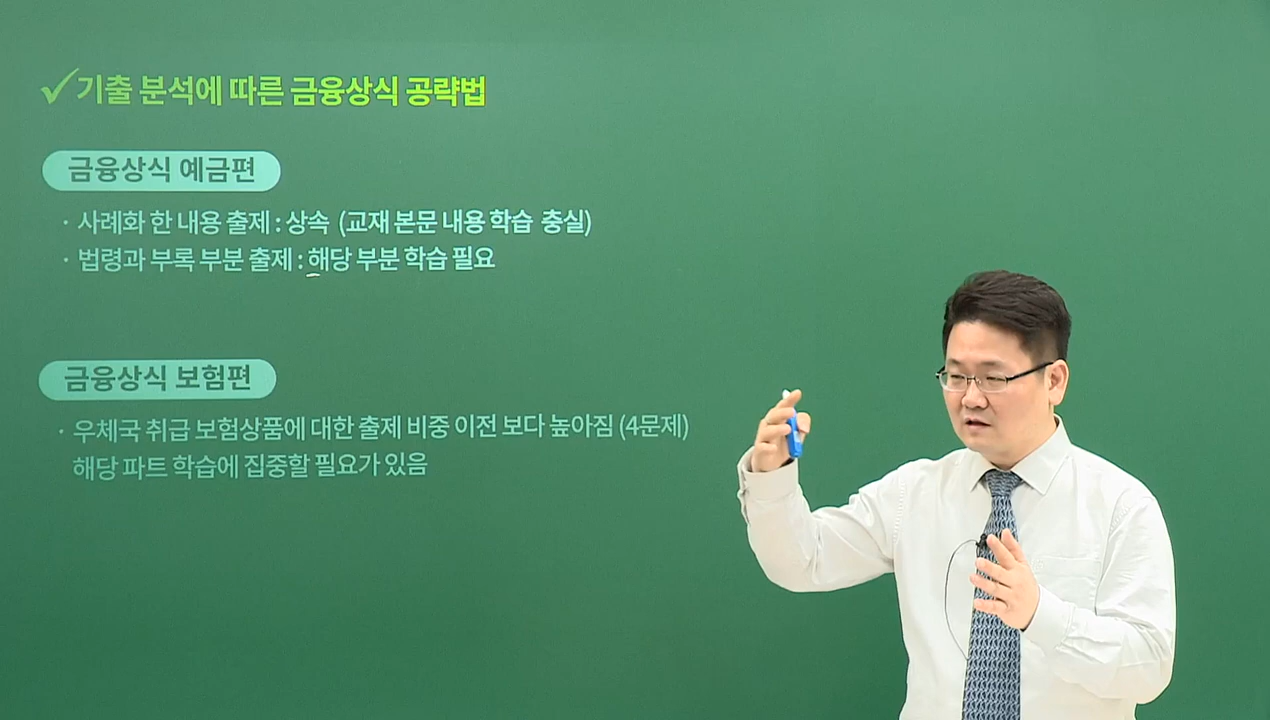 기출 분석에 따른 금융상식 공략법
금융상식 예금편
· 사례화 한 내용 출제 : 상속 (교재 본문 내용 학습 충실)
· 법령과 부록 부분 출제 : 해당 부분 학습 필요
금융상식 보험편
· 우체국 취급 보험상품에 대한 출제 비중 이전 보다 높아짐 (4문제)
해당 파트 학습에 집중할 필요가 있음